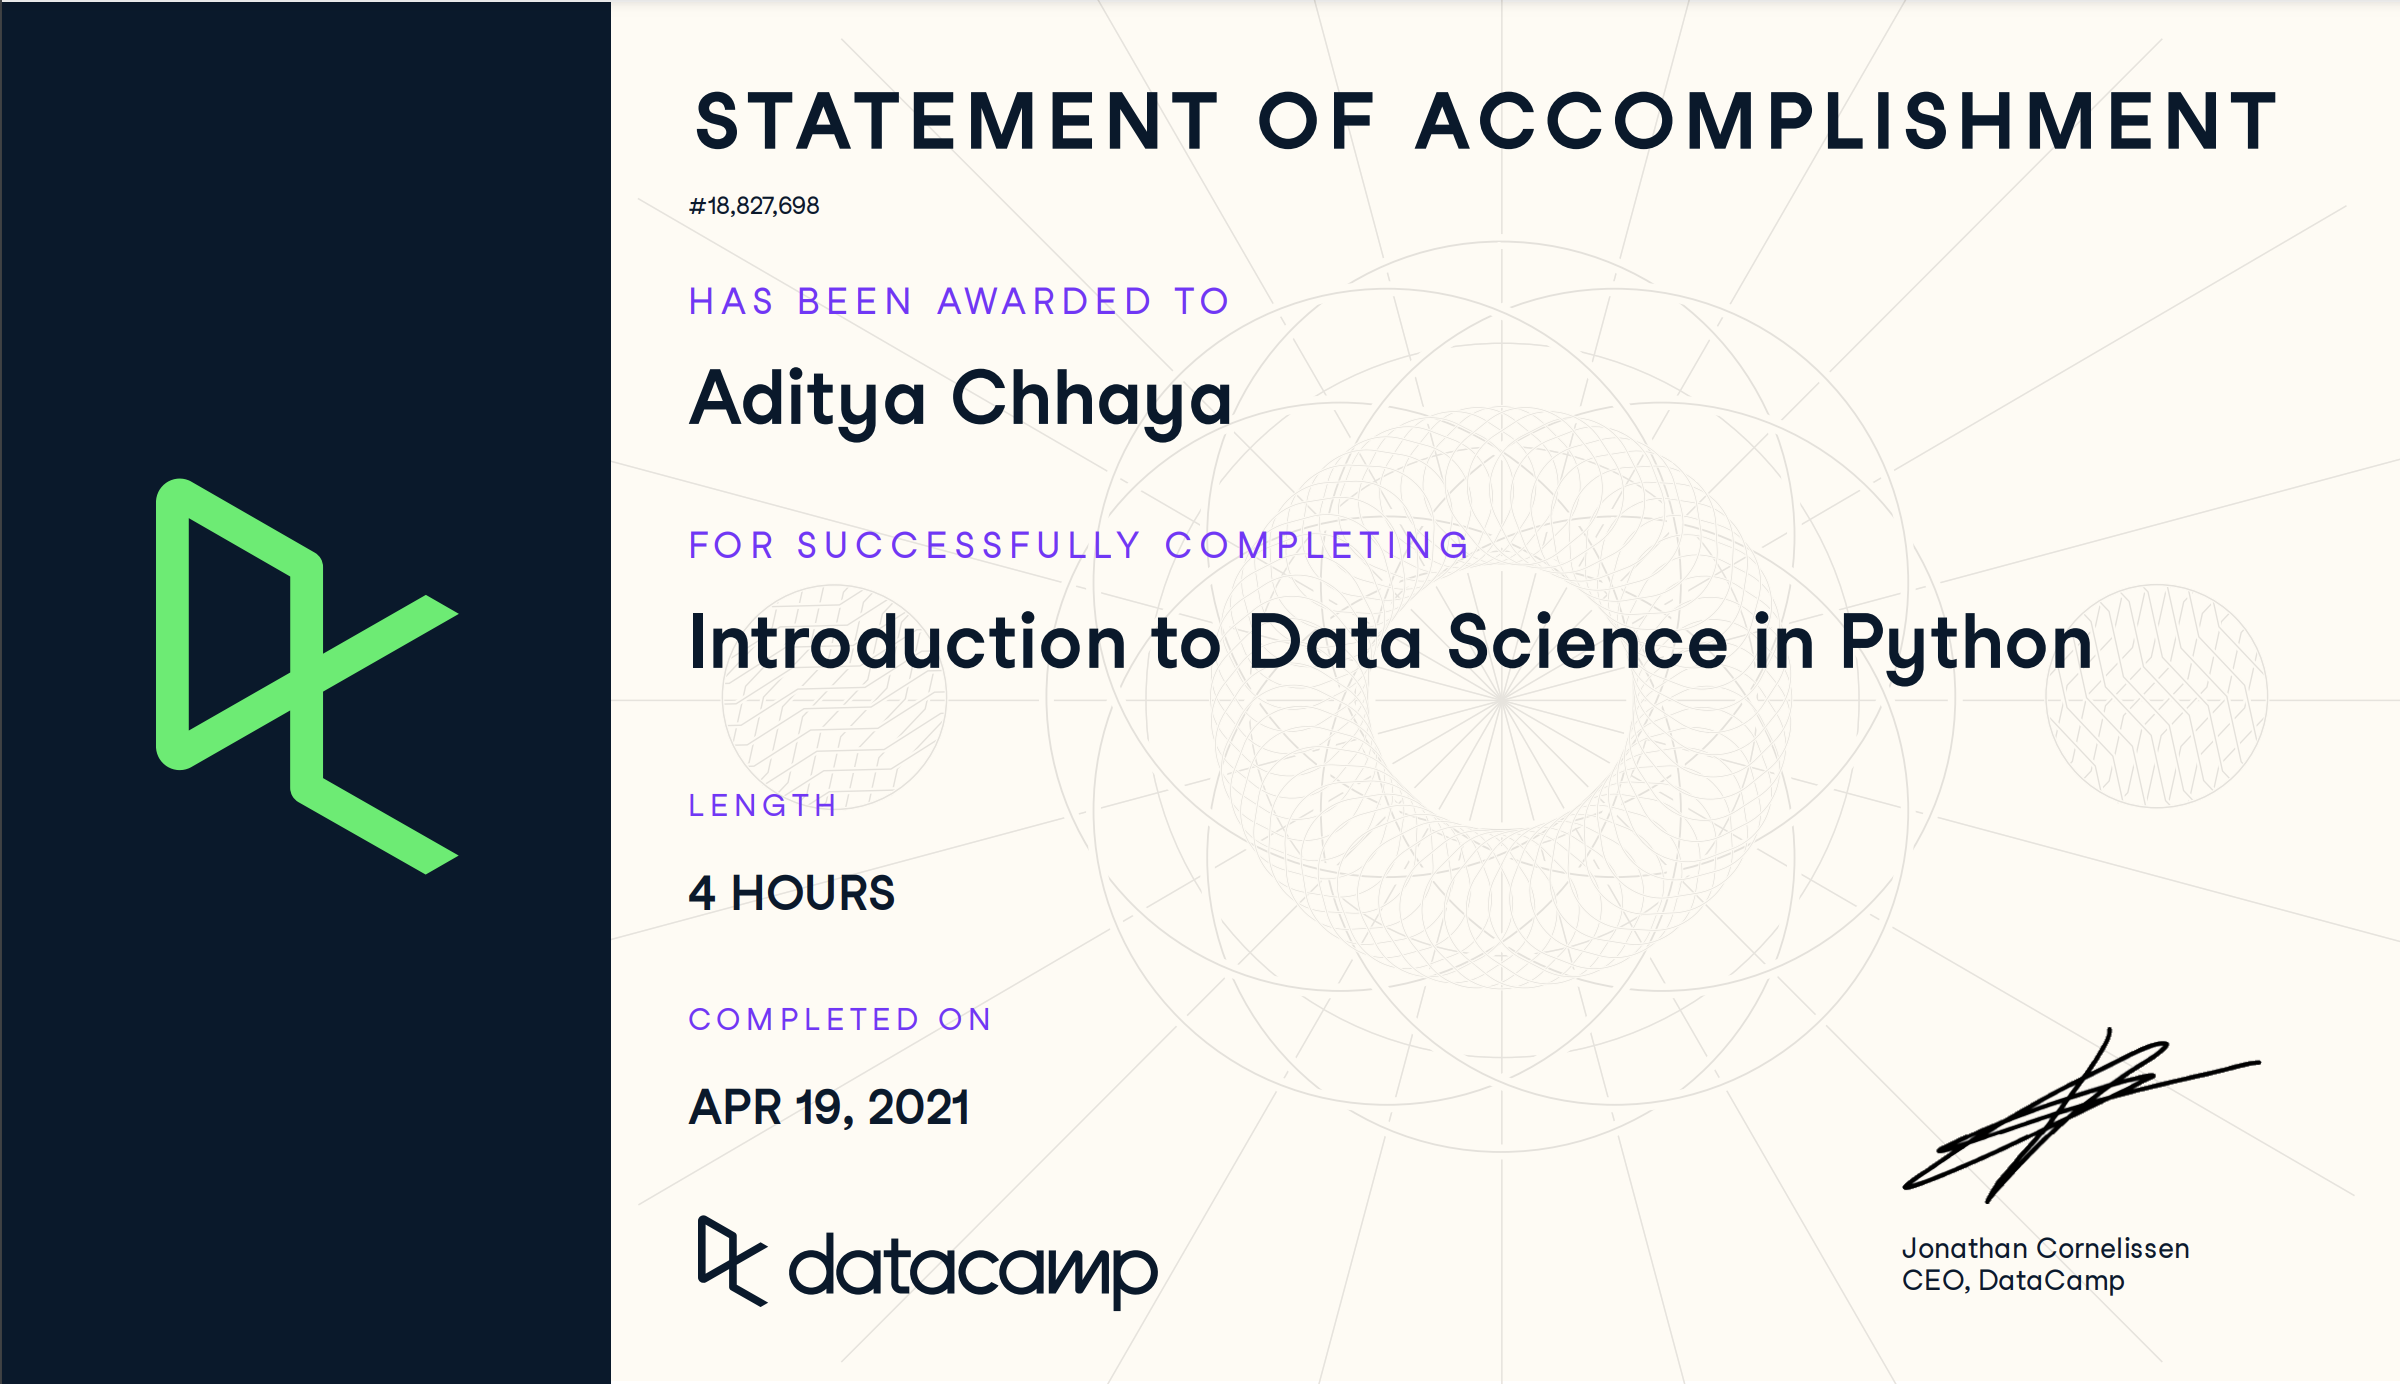 STATEMENT OF ACCOMPLISHMENT
#18,827,698
HAS BEEN AWARDED TO
Aditya Chhaya
FOR SUCCESSFULLY COMPLETING
Introduction to Data Science in Python
LENGTH
4 HOURS
COMPLETED ON
APR 19, 2021
datacamp
Jonathan Cornelissen
CEO, DataCamp